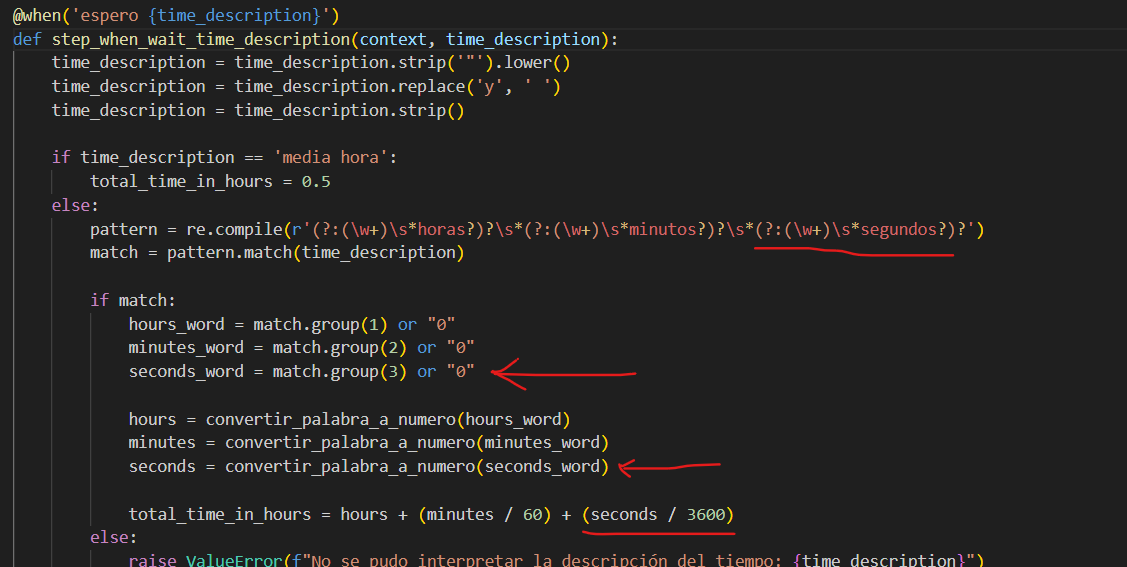 @when('espero {time_description}')
def step_when_wait_time_description(context, time_description):
    time_description = time_description.strip('"').lower()
    time_description = time_description.replace('y', ' ')
    time_description = time_description.strip()
    if time_description == 'media hora':
        total_time_in_hours = 0.5
    else:
        pattern = re.compile(r'(?:(\w+)\s*horas?)?\s*(?:(\w+)\s*minutos?)?\s*(?:(\w+)\s*segundos?)?')
        match = pattern.match(time_description)
        if match:
            hours_word = match.group(1) or "0"
            minutes_word = match.group(2) or "0"
            seconds_word = match.group(3) or "0"
            hours = convertir_palabra_a_numero(hours_word)
            minutes = convertir_palabra_a_numero(minutes_word)
            seconds = convertir_palabra_a_numero(seconds_word)
            total_time_in_hours = hours + (minutes / 60) + (seconds / 3600)
        else:
            raise ValueError(f"No se pudo interpretar la descripción del tiempo: {time_description}")